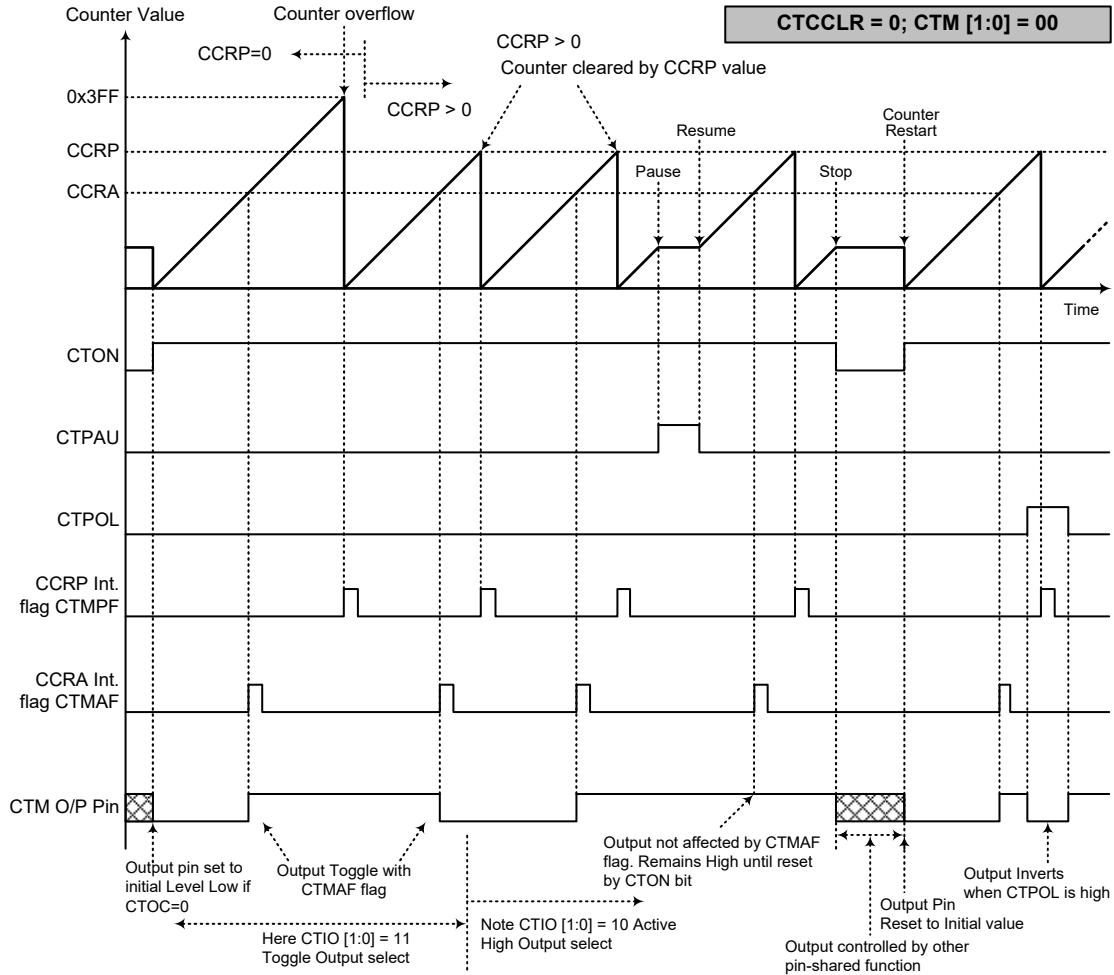 Counter Value
Counter overflow
CTCCLR = 0; CTM [1:0] = 00
CCRP=0
CCRP > 0
CCRP > 0
Counter cleared by CCRP value
0x3FF
CCRP
CCRA
Pause
Resume
Stop
Counter
Restart
Time
CTON
CTPAU
CTPOL
CCRP Int.
flag CTMPF
CCRA Int.
flag CTMAF
CTM O/P Pin
Output pin set to
initial Level Low if
CTOC=0
Output Toggle with
CTMAF flag
Here CTIO [1:0] = 11
Toggle Output select
Note CTIO [1:0] = 10 Active
High Output select
Output not affected by CTMAF
flag. Remains High until reset
by CTON bit
Output controlled by other
pin-shared function
Output Pin
Reset to Initial value
Output Inverts
when CTPOL is high